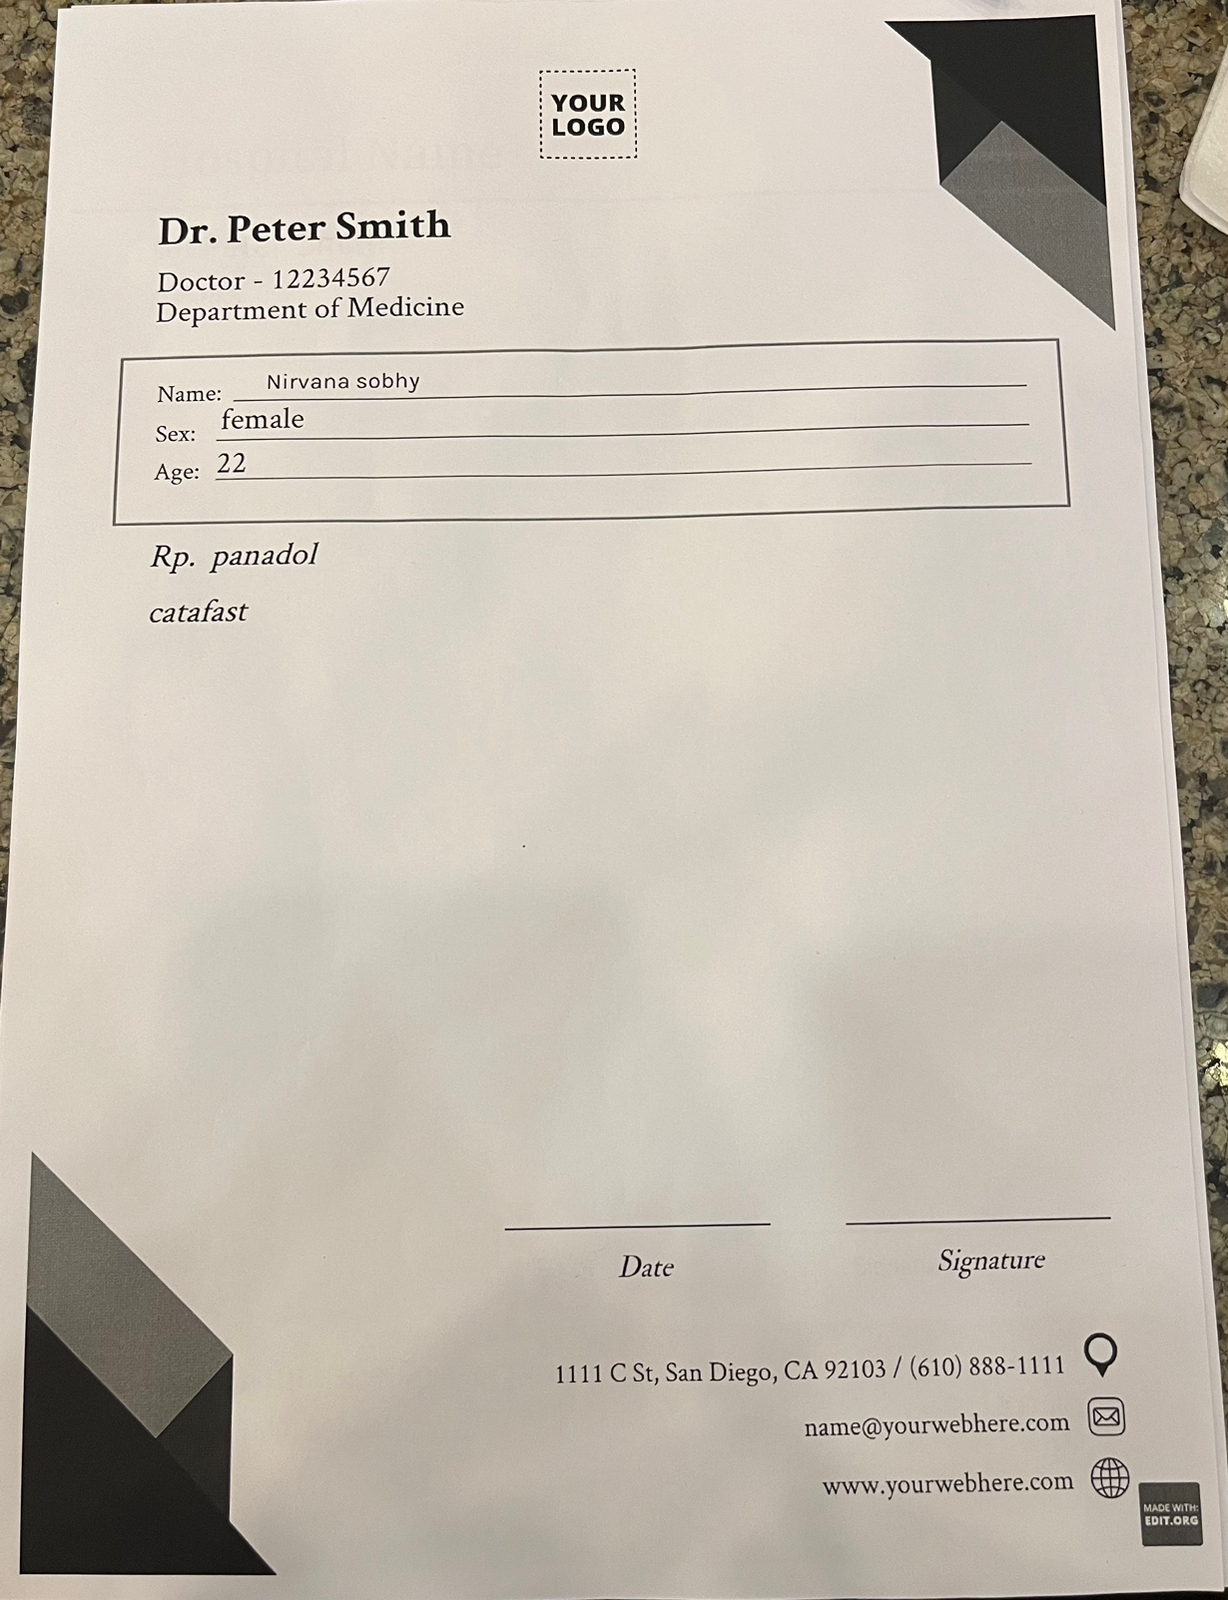 YOUR
LOGO
Dr. Peter Smith
Doctor - 12234567
Department of Medicine
Name: Nirvana sobhy
Sex: female
Age: 22
Rp. panadol
catafast
Date
Signature
1111 C St, San Diego, CA 92103 / (610) 888-1111
name@yourwebhere.com
www.yourwebhere.com
MADE WITH:
EDIT.ORG